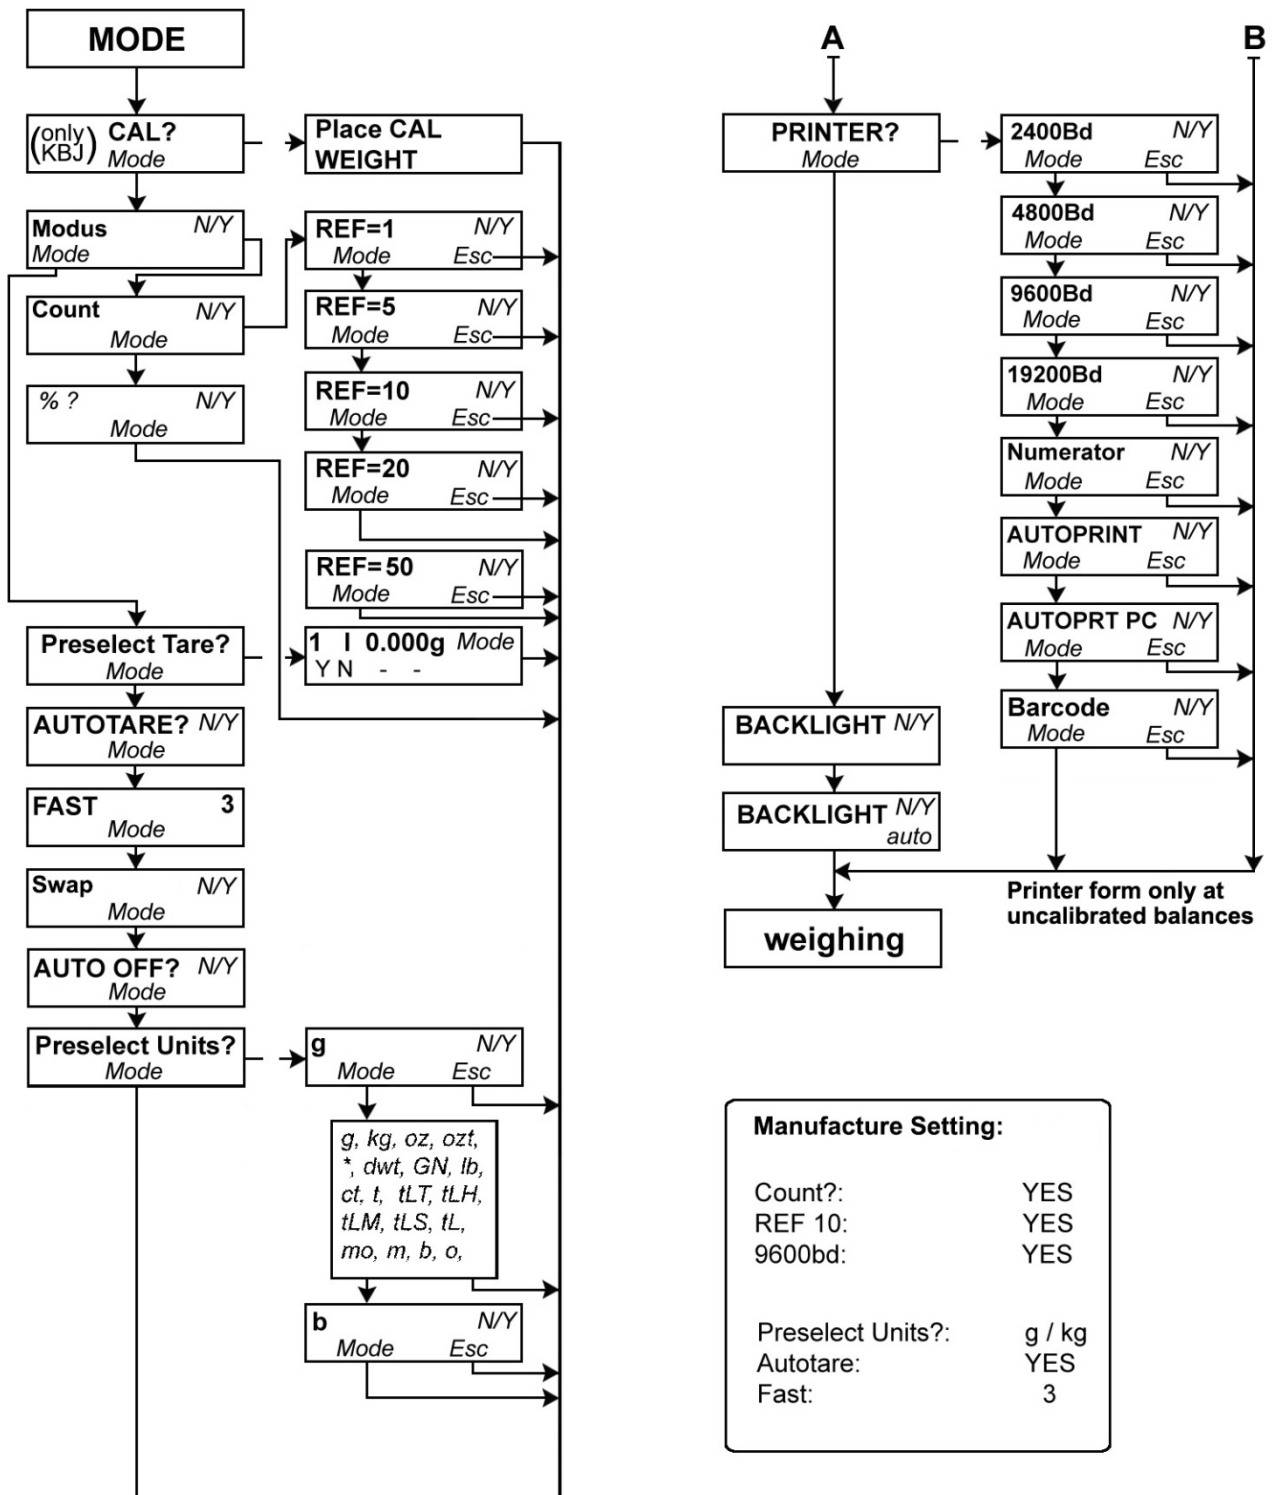 MODE
(only KBJ) CAL?
Mode
Place CAL
WEIGHT
Modus N/Y
Mode
Count N/Y
Mode
% ? N/Y
Mode
REF=1 N/Y
Mode Esc
REF=5 N/Y
Mode Esc
REF=10 N/Y
Mode Esc
REF=20 N/Y
Mode Esc
REF=50 N/Y
Mode Esc
Preselect Tare?
Mode
1 I 0.000g Mode
Y N - -
AUTOTARE? N/Y
Mode
FAST 3
Mode
Swap N/Y
Mode
AUTO OFF? N/Y
Mode
Preselect Units?
Mode
g N/Y
Mode Esc
g, kg, oz, ozt,
*, dwt, GN, lb,
ct, t, tLT, tLH,
tLM, tLS, tL,
mo, m, b, o,
b N/Y
Mode Esc
A
B
PRINTER?
Mode
2400Bd N/Y
Mode Esc
4800Bd N/Y
Mode Esc
9600Bd N/Y
Mode Esc
19200Bd N/Y
Mode Esc
Numerator N/Y
Mode Esc
AUTOPRINT N/Y
Mode Esc
AUTOPRT PC N/Y
Mode Esc
Barcode N/Y
Mode Esc
BACKLIGHT N/Y
BACKLIGHT N/Y
auto
Printer form only at
uncalibrated balances
weighing
Manufacture Setting:
Count?: YES
REF 10: YES
9600bd: YES
Preselect Units?: g / kg
Autotare: YES
Fast: 3